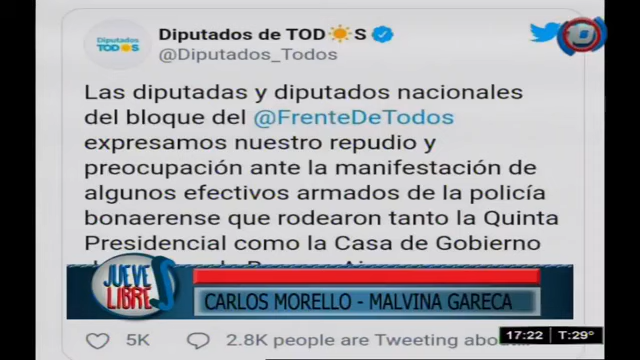 Diputados de TOD☀S
@Diputados_Todos
Diputados
TODOS
Las diputadas y diputados nacionales
del bloque del @FrenteDeTodos
expresamos nuestro repudio y
preocupación ante la manifestación de
algunos efectivos armados de la policía
bonaerense que rodearon tanto la Quinta
Presidencial como la Casa de Gobierno
JUEVES
LIBRE
CARLOS MORELLO - MALVINA GARECA
5K
2.8K people are Tweeting about
17:22
T:29°